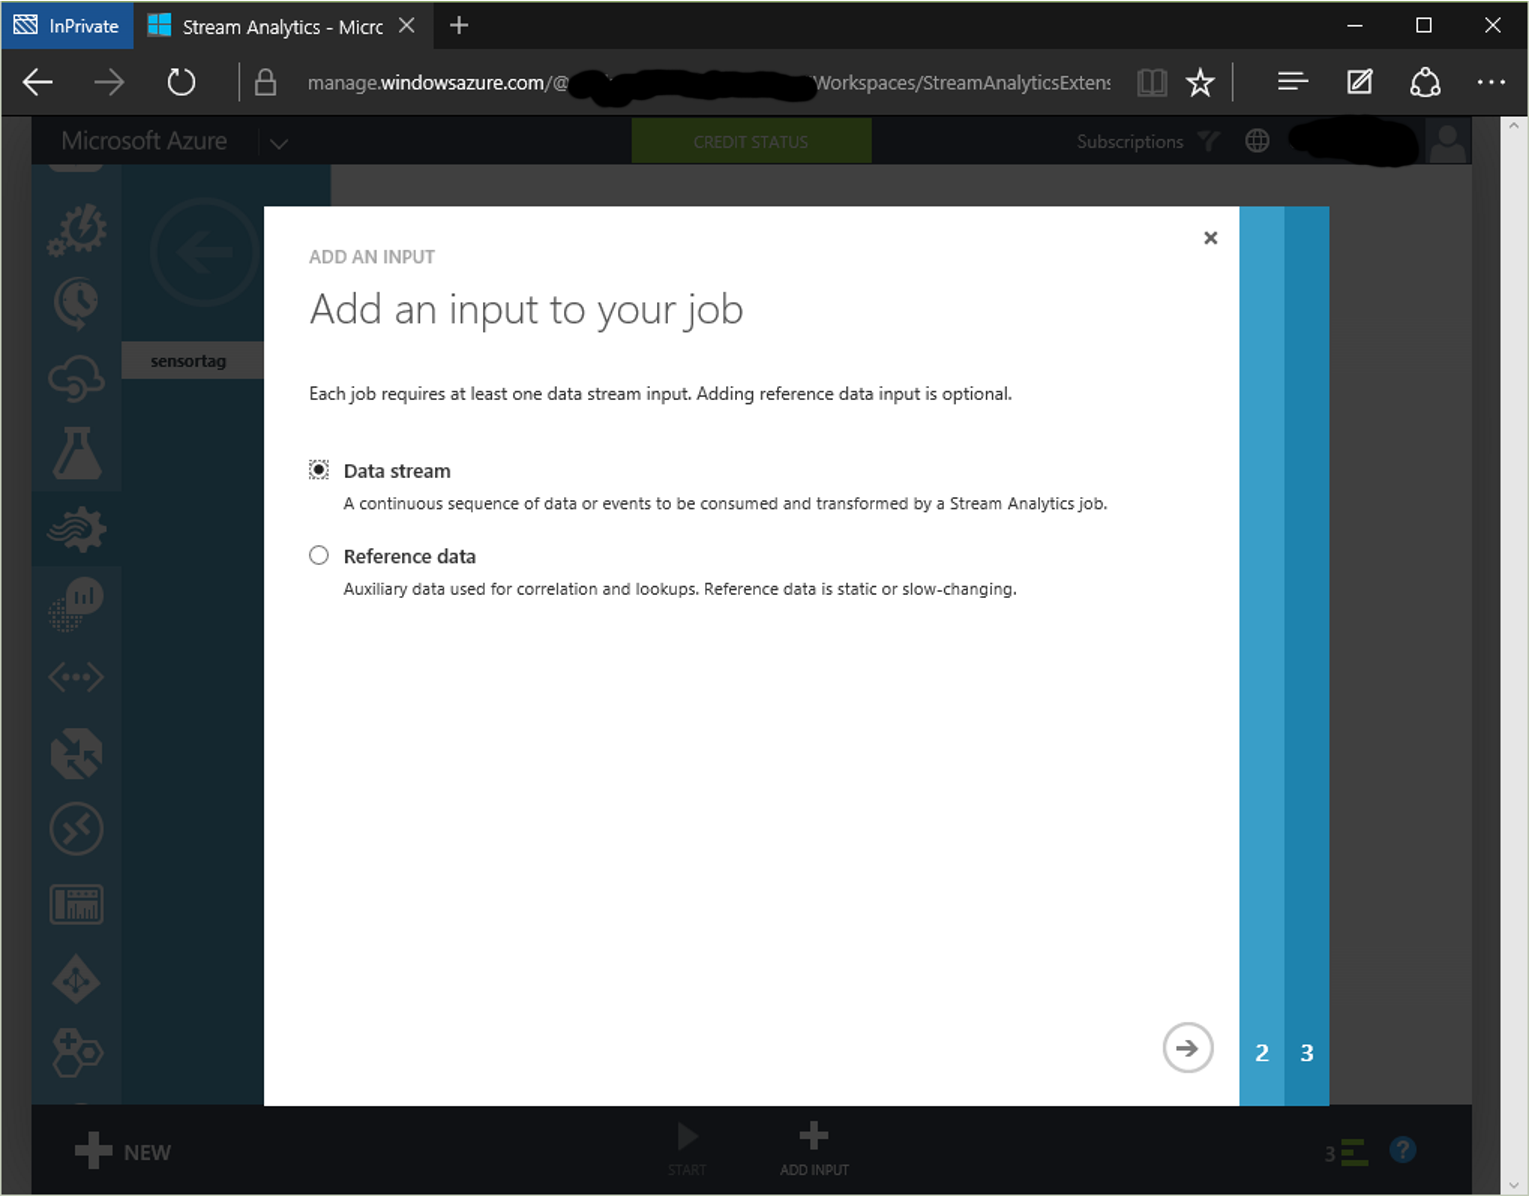 InPrivate
Stream Analytics - Micrc
manage.windowsazure.com/@
Workspaces/StreamAnalyticsExtens
Microsoft Azure
CREDIT STATUS
Subscriptions
ADD AN INPUT
Add an input to your job
sensortag
Each job requires at least one data stream input. Adding reference data input is optional.
Data stream
A continuous sequence of data or events to be consumed and transformed by a Stream Analytics job.
Reference data
Auxiliary data used for correlation and lookups. Reference data is static or slow-changing.
2
3
NEW
START
ADD INPUT
3
?